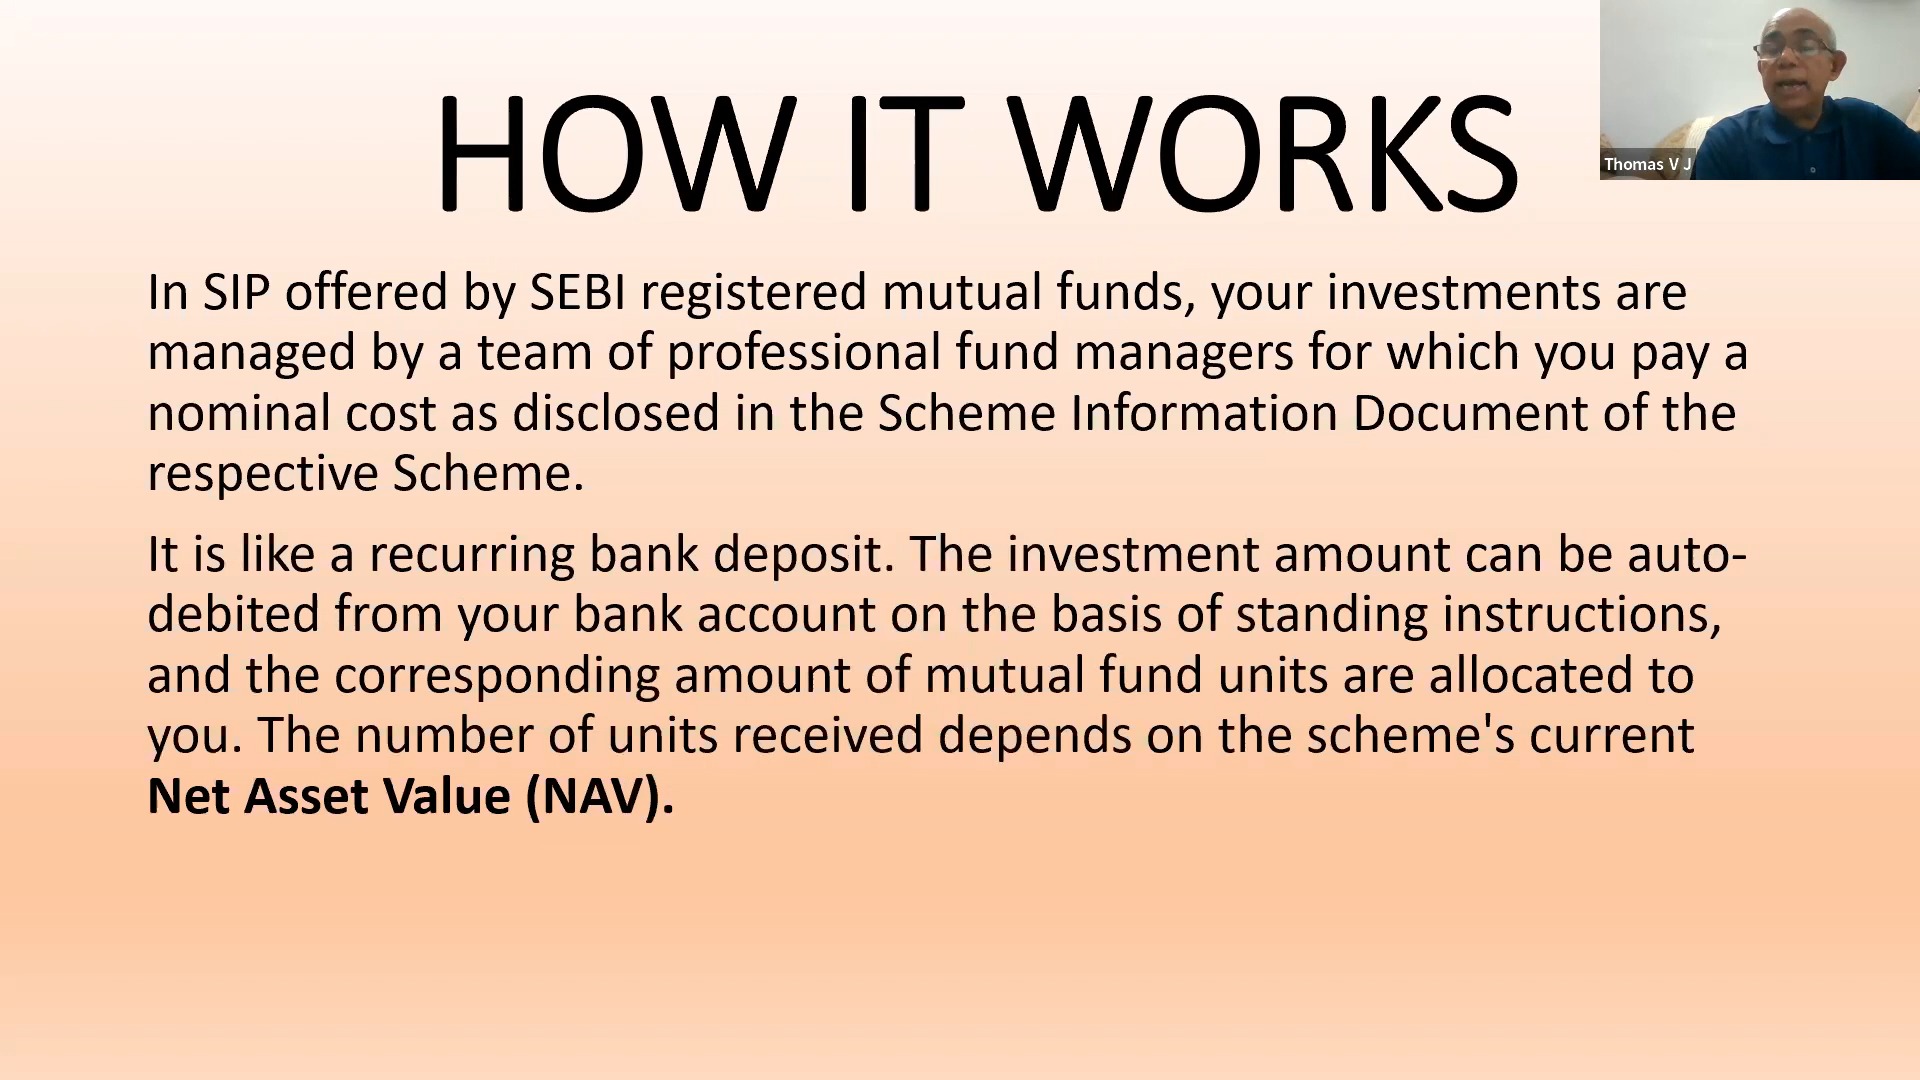 HOW IT WORKS
Thomas V J
In SIP offered by SEBI registered mutual funds, your investments are
managed by a team of professional fund managers for which you pay a
nominal cost as disclosed in the Scheme Information Document of the
respective Scheme.
It is like a recurring bank deposit. The investment amount can be auto-
debited from your bank account on the basis of standing instructions,
and the corresponding amount of mutual fund units are allocated to
you. The number of units received depends on the scheme's current
Net Asset Value (NAV).